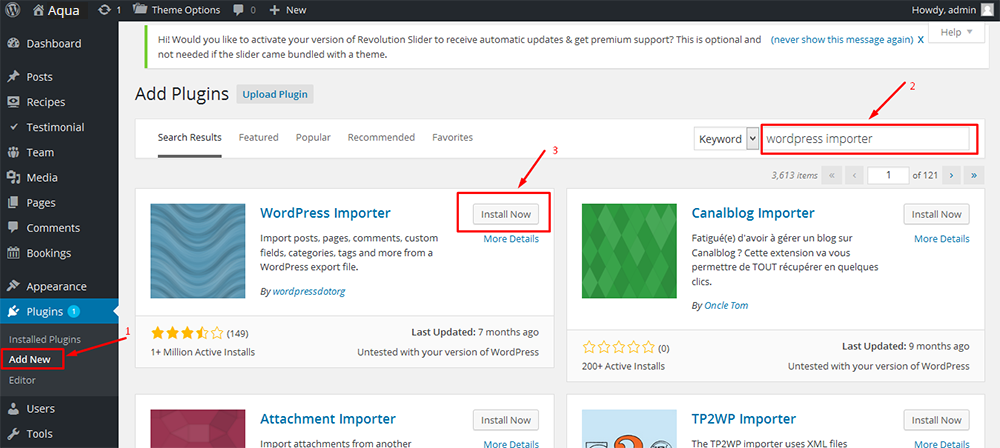 Aqua 1 0 New Theme Options Howdy, admin
Dashboard
Posts
Recipes
Testimonial
Team
Media
Pages
Comments
Bookings
Appearance
Plugins 1
Installed Plugins
Add New
Editor
Users
Tools
1
Hi! Would you like to activate your version of Revolution Slider to receive automatic updates & get premium support? This is optional and (never show this message again) X
not needed if the slider came bundled with a theme.
Help
Add Plugins Upload Plugin
2
Search Results Featured Popular Recommended Favorites Keyword wordpress importer
3
3,613 items « ‹ 1 of 121 › »
WordPress Importer Install Now
More Details
Import posts, pages, comments, custom
fields, categories, tags and more from a
WordPress export file.
By wordpressdotorg
(149) Last Updated: 7 months ago
1+ Million Active Installs Untested with your version of WordPress
Canalblog Importer Install Now
More Details
Fatigué(e) d'avoir à gérer un blog sur
Canalblog ? Cette extension va vous
permettre de TOUT récupérer en quelques
clics.
By Oncle Tom
(0) Last Updated: 9 months ago
200+ Active Installs Untested with your version of WordPress
Attachment Importer Install Now
Import attachments from another More Details
TP2WP Importer Install Now
The TP2WP importer uses XML files More Details